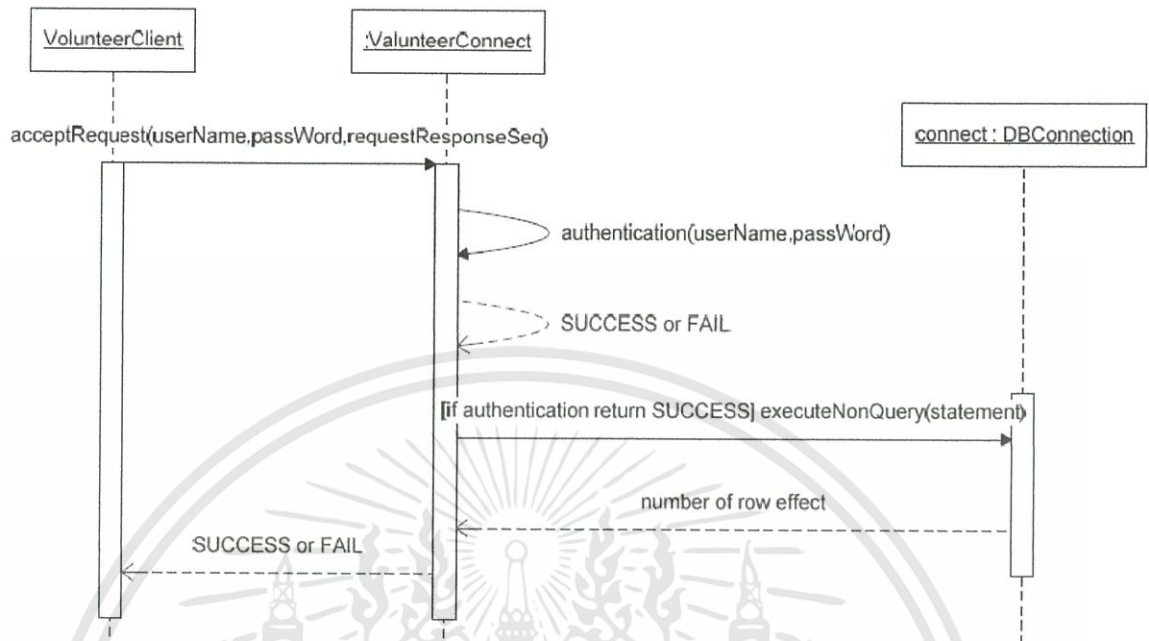 VolunteerClient
:ValunteerConnect
connect : DBConnection
acceptRequest(userName,passWord,requestResponseSeq)
authentication(userName,passWord)
SUCCESS or FAIL
[if authentication return SUCCESS] executeNonQuery(statement)
number of row effect
SUCCESS or FAIL